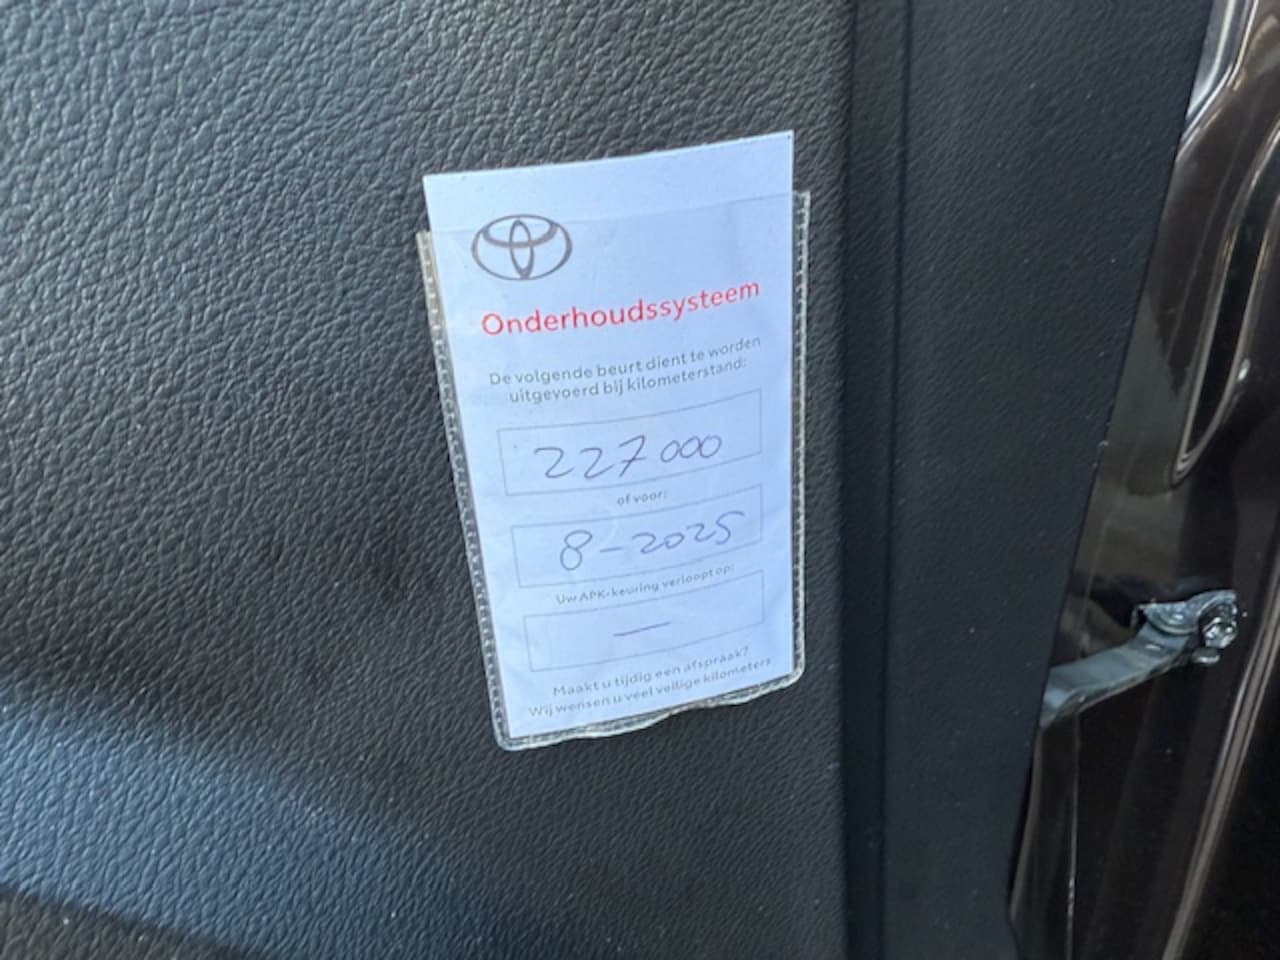 Onderhoudssysteem
De volgende beurt dient te worden
uitgevoerd bij kilometerstand:
227 000
of voor:
8-2025
Uw APK-keuring verloopt op:
—
Maakt u tijdig een afspraak?
Wij wensen u veel veilige kilometers